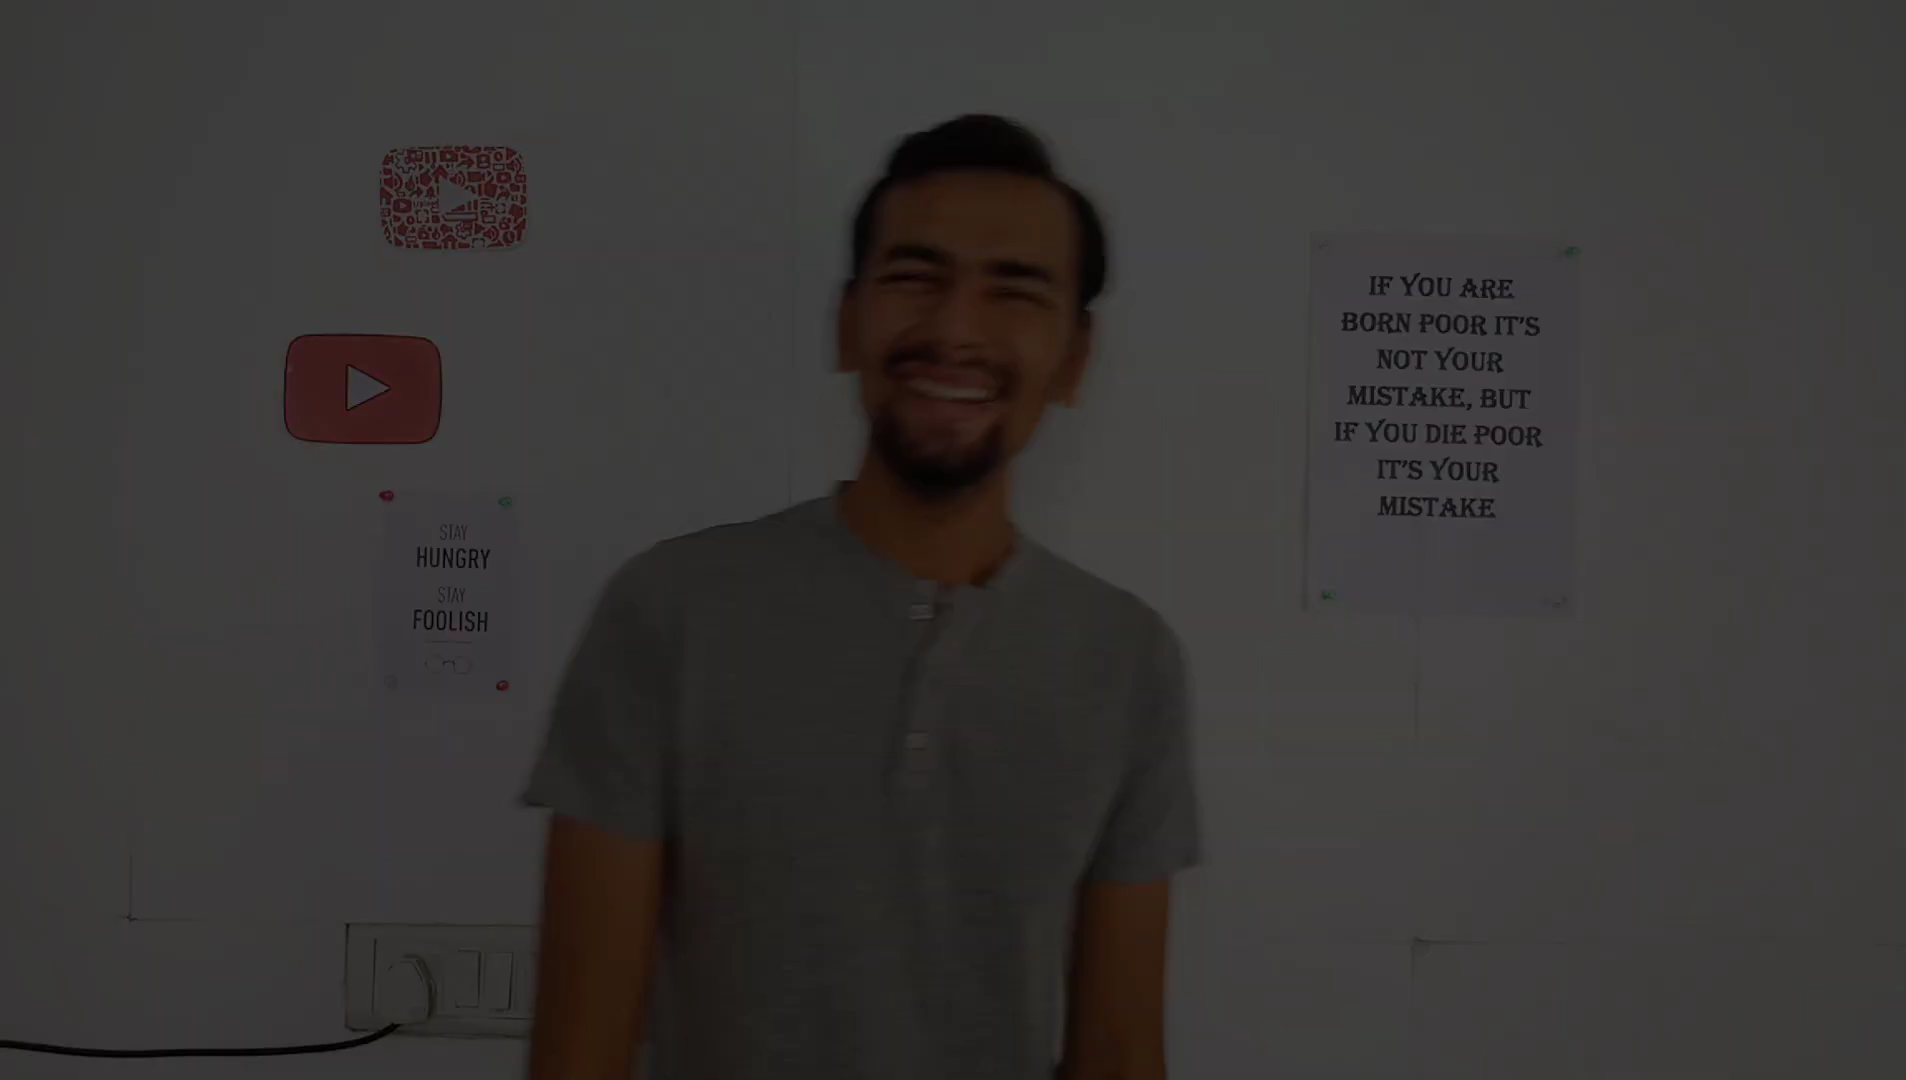 STAY
HUNGRY
STAY
FOOLISH
IF YOU ARE
BORN POOR IT'S
NOT YOUR
MISTAKE, BUT
IF YOU DIE POOR
IT'S YOUR
MISTAKE